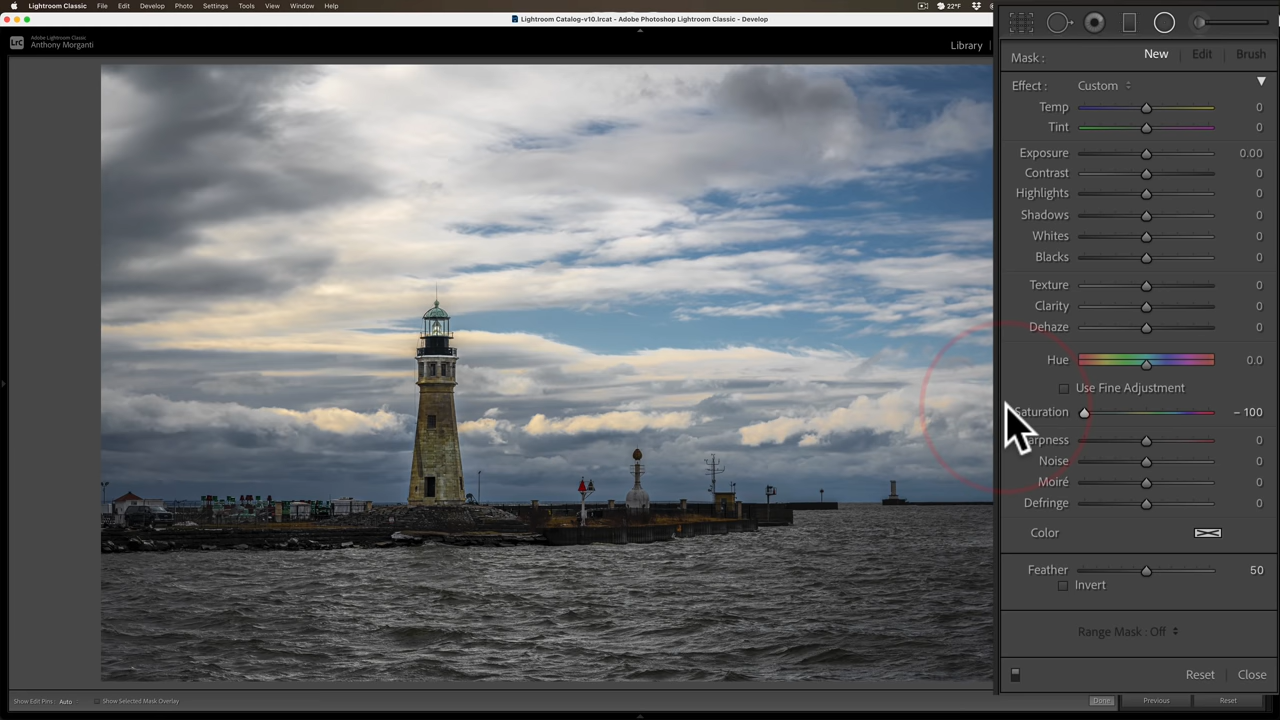 Lightroom Classic File Edit Develop Photo Settings Tools View Window Help 22°F
Lightroom Catalog-v10.lrcat - Adobe Photoshop Lightroom Classic - Develop
LrC Adobe Lightroom Classic
Anthony Morganti
Library
Mask : New Edit Brush
Effect : Custom
Temp 0
Tint 0
Exposure 0.00
Contrast 0
Highlights 0
Shadows 0
Whites 0
Blacks 0
Texture 0
Clarity 0
Dehaze 0
Hue 0.0
Use Fine Adjustment
Saturation – 100
0
Noise 0
Moiré 0
Defringe 0
Color
Feather 50
Invert
Range Mask : Off
Reset Close
Show Edit Pins : Auto Show Selected Mask Overlay Done Previous Reset